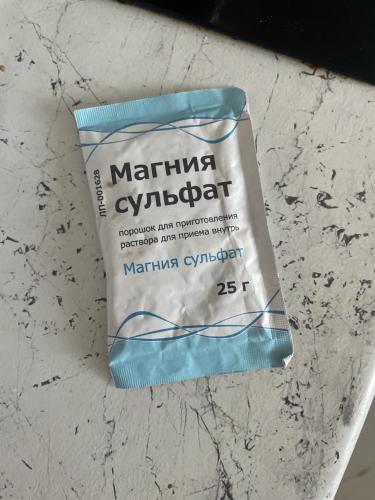 Магния
сульфат
порошок для приготовления
раствора для приема внутрь
Магния сульфат
25 г
ЛП-001628